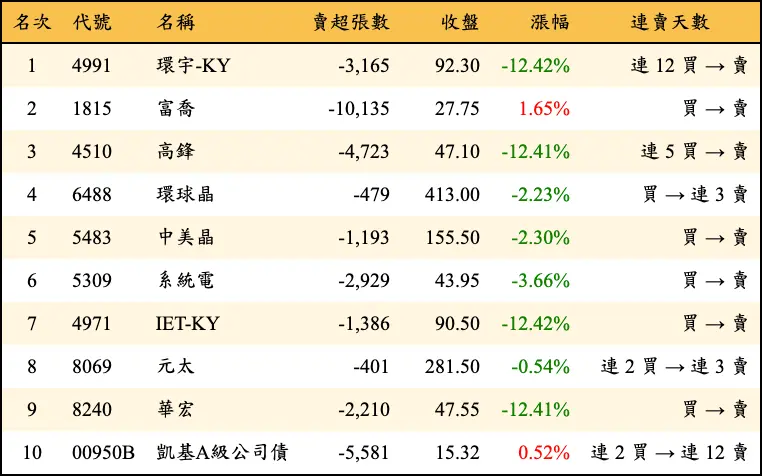 名次 代號 名稱 賣超張數 收盤 漲幅 連賣天數
1 4991 環宇-KY -3,165 92.30 -12.42% 連 12 買 → 賣
2 1815 富喬 -10,135 27.75 1.65% 買 → 賣
3 4510 高鋒 -4,723 47.10 -12.41% 連 5 買 → 賣
4 6488 環球晶 -479 413.00 -2.23% 買 → 連 3 賣
5 5483 中美晶 -1,193 155.50 -2.30% 買 → 賣
6 5309 系統電 -2,929 43.95 -3.66% 買 → 賣
7 4971 IET-KY -1,386 90.50 -12.42% 買 → 賣
8 8069 元太 -401 281.50 -0.54% 連 2 買 → 連 3 賣
9 8240 華宏 -2,210 47.55 -12.41% 買 → 賣
10 00950B 凱基A級公司債 -5,581 15.32 0.52% 連 2 買 → 連 12 賣